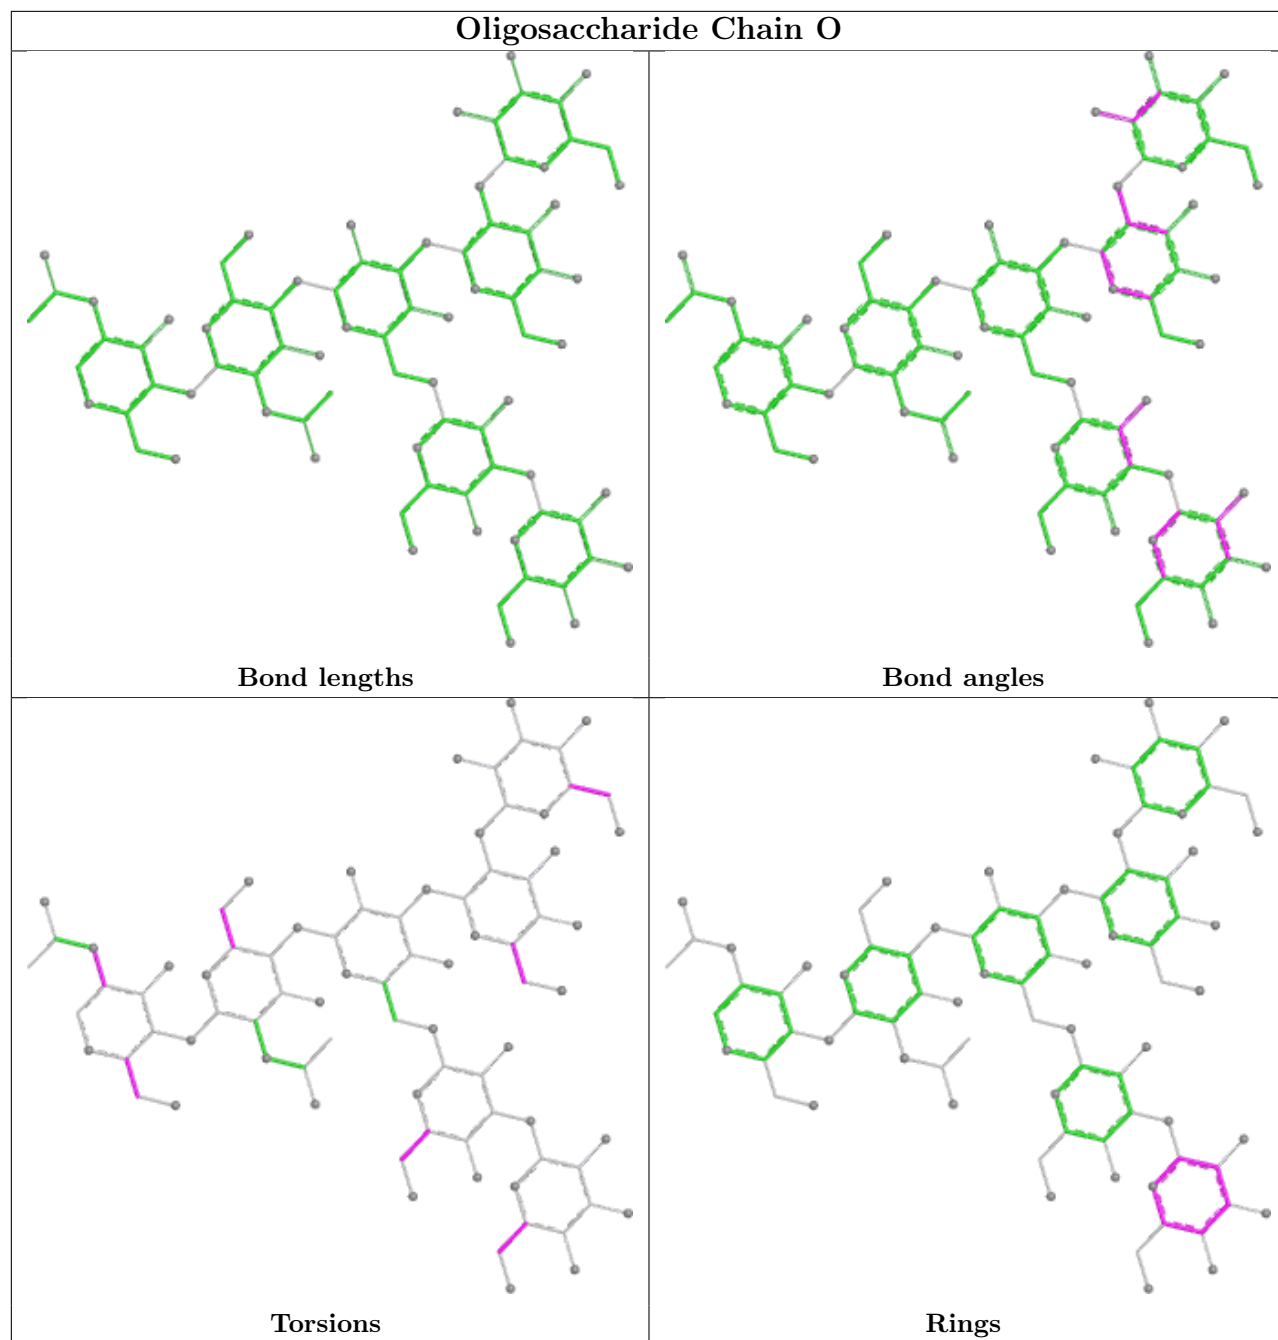 Oligosaccharide Chain O
Bond lengths
Bond angles
Torsions
Rings